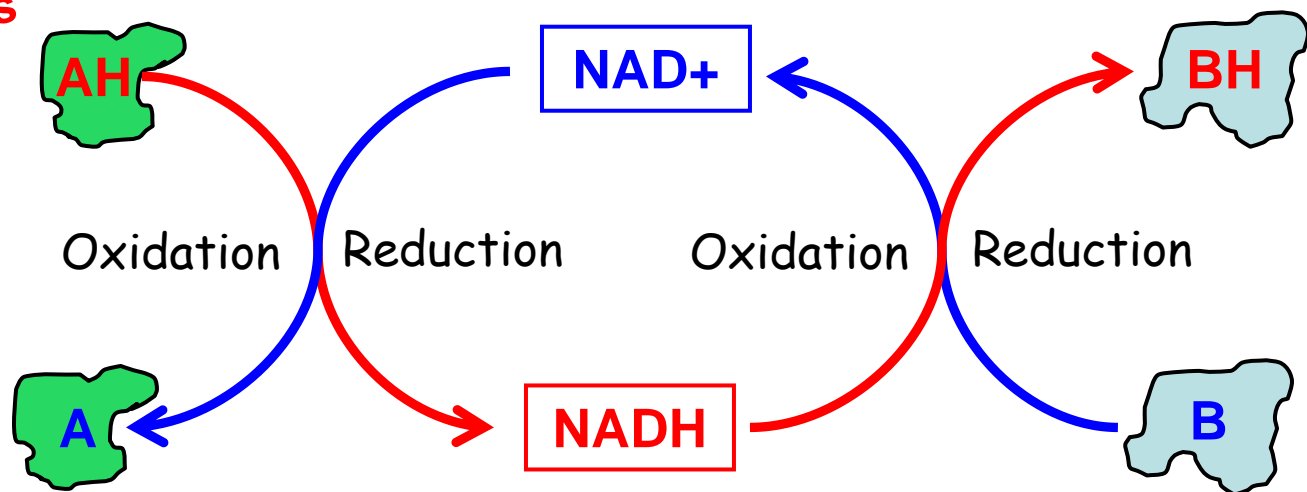 s
AH
NAD+
BH
Oxidation
Reduction
Oxidation
Reduction
A
NADH
B